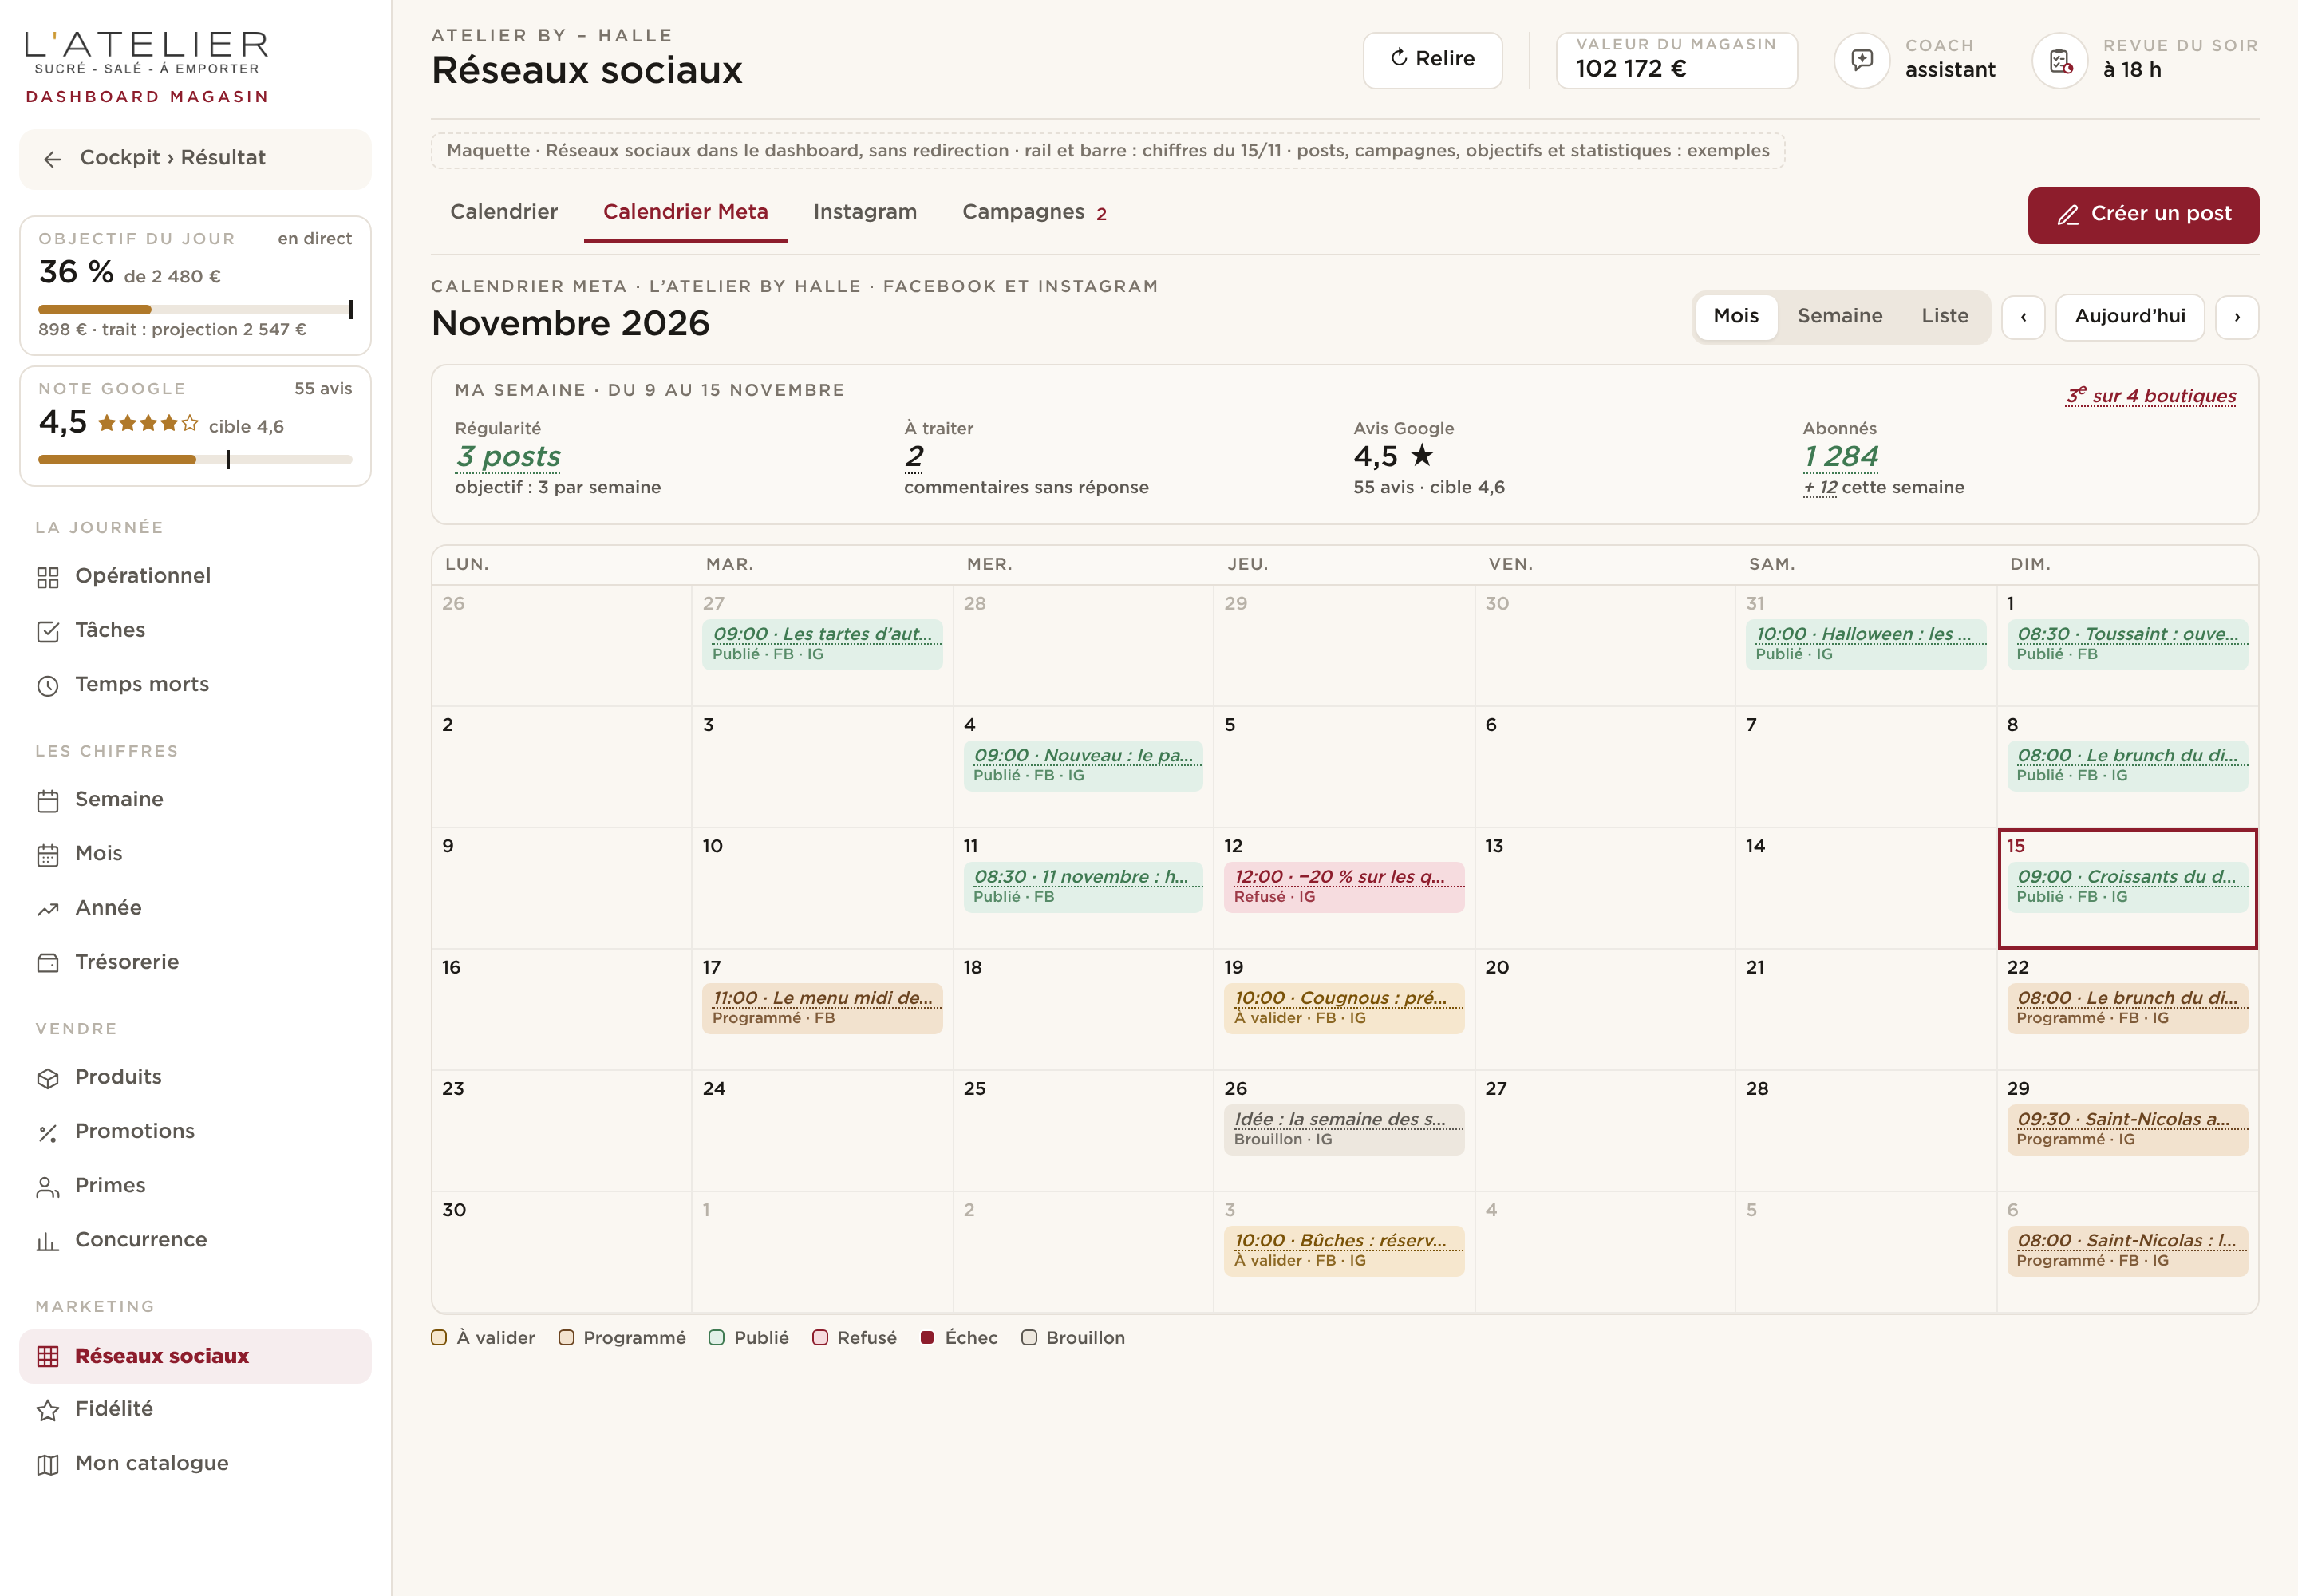 L'ATELIER
SUCRÉ - SALÉ - À EMPORTER
DASHBOARD MAGASIN
Cockpit › Résultat
OBJECTIF DU JOUR en direct
36 % de 2 480 €
898 € · trait : projection 2 547 €
NOTE GOOGLE 55 avis
4,5 ★★★★☆ cible 4,6
LA JOURNÉE
Opérationnel
Tâches
Temps morts
LES CHIFFRES
Semaine
Mois
Année
Trésorerie
VENDRE
Produits
Promotions
Primes
Concurrence
MARKETING
Réseaux sociaux
Fidélité
Mon catalogue
ATELIER BY – HALLE
Réseaux sociaux
Relire
VALEUR DU MAGASIN
102 172 €
COACH
assistant
REVUE DU SOIR
à 18 h
Maquette · Réseaux sociaux dans le dashboard, sans redirection · rail et barre : chiffres du 15/11 · posts, campagnes, objectifs et statistiques : exemples
Calendrier Calendrier Meta Instagram Campagnes 2
Créer un post
CALENDRIER META · L’ATELIER BY HALLE · FACEBOOK ET INSTAGRAM
Novembre 2026
Mois Semaine Liste ‹ Aujourd’hui ›
MA SEMAINE · DU 9 AU 15 NOVEMBRE
3e sur 4 boutiques
Régularité
3 posts
objectif : 3 par semaine
À traiter
2
commentaires sans réponse
Avis Google
4,5 ★
55 avis · cible 4,6
Abonnés
1 284
+ 12 cette semaine
LUN. MAR. MER. JEU. VEN. SAM. DIM.
26 27 28 29 30 31 1
09:00 · Les tartes d’aut… 10:00 · Halloween : les … 08:30 · Toussaint : ouve…
Publié · FB · IG Publié · IG Publié · FB
2 3 4 5 6 7 8
09:00 · Nouveau : le pa… 08:00 · Le brunch du di…
Publié · FB · IG Publié · FB · IG
9 10 11 12 13 14 15
08:30 · 11 novembre : h… 12:00 · −20 % sur les q… 09:00 · Croissants du d…
Publié · FB Refusé · IG Publié · FB · IG
16 17 18 19 20 21 22
11:00 · Le menu midi de… 10:00 · Cougnous : pré… 08:00 · Le brunch du di…
Programmé · FB À valider · FB · IG Programmé · FB · IG
23 24 25 26 27 28 29
Idée : la semaine des s… 09:30 · Saint-Nicolas a…
Brouillon · IG Programmé · IG
30 1 2 3 4 5 6
10:00 · Bûches : réserv… 08:00 · Saint-Nicolas : l…
À valider · FB · IG Programmé · FB · IG
À valider Programmé Publié Refusé Échec Brouillon